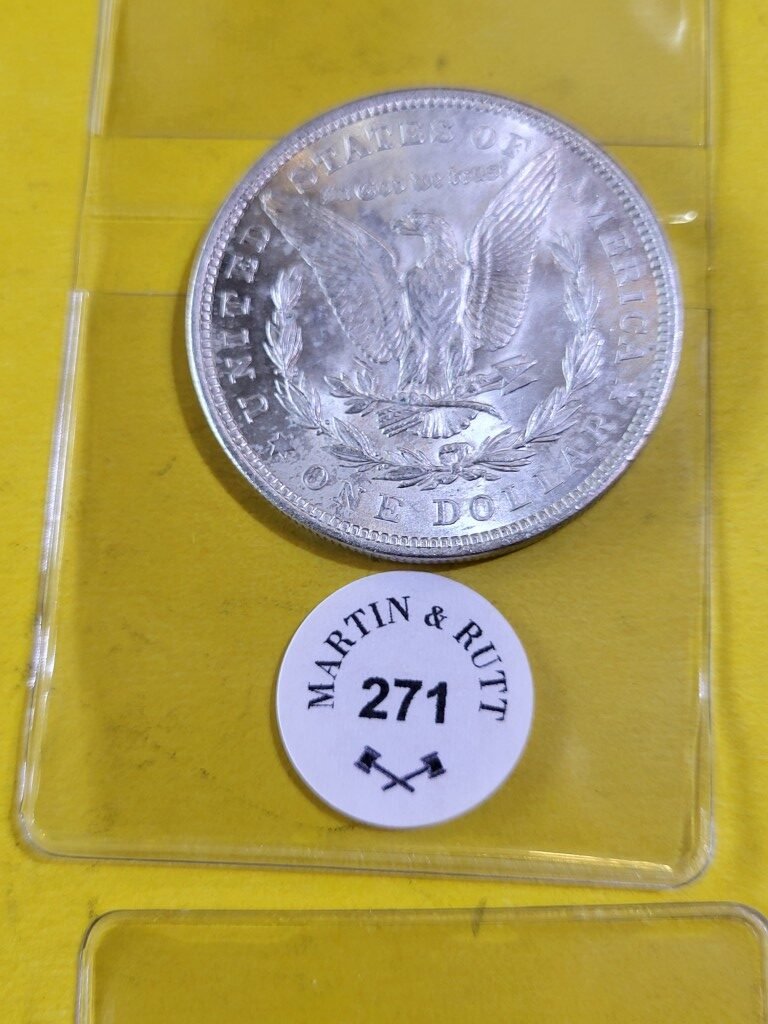 UNITED STATES OF AMERICA
In God we trust
ONE DOLLAR
MARTIN & RUTT
271